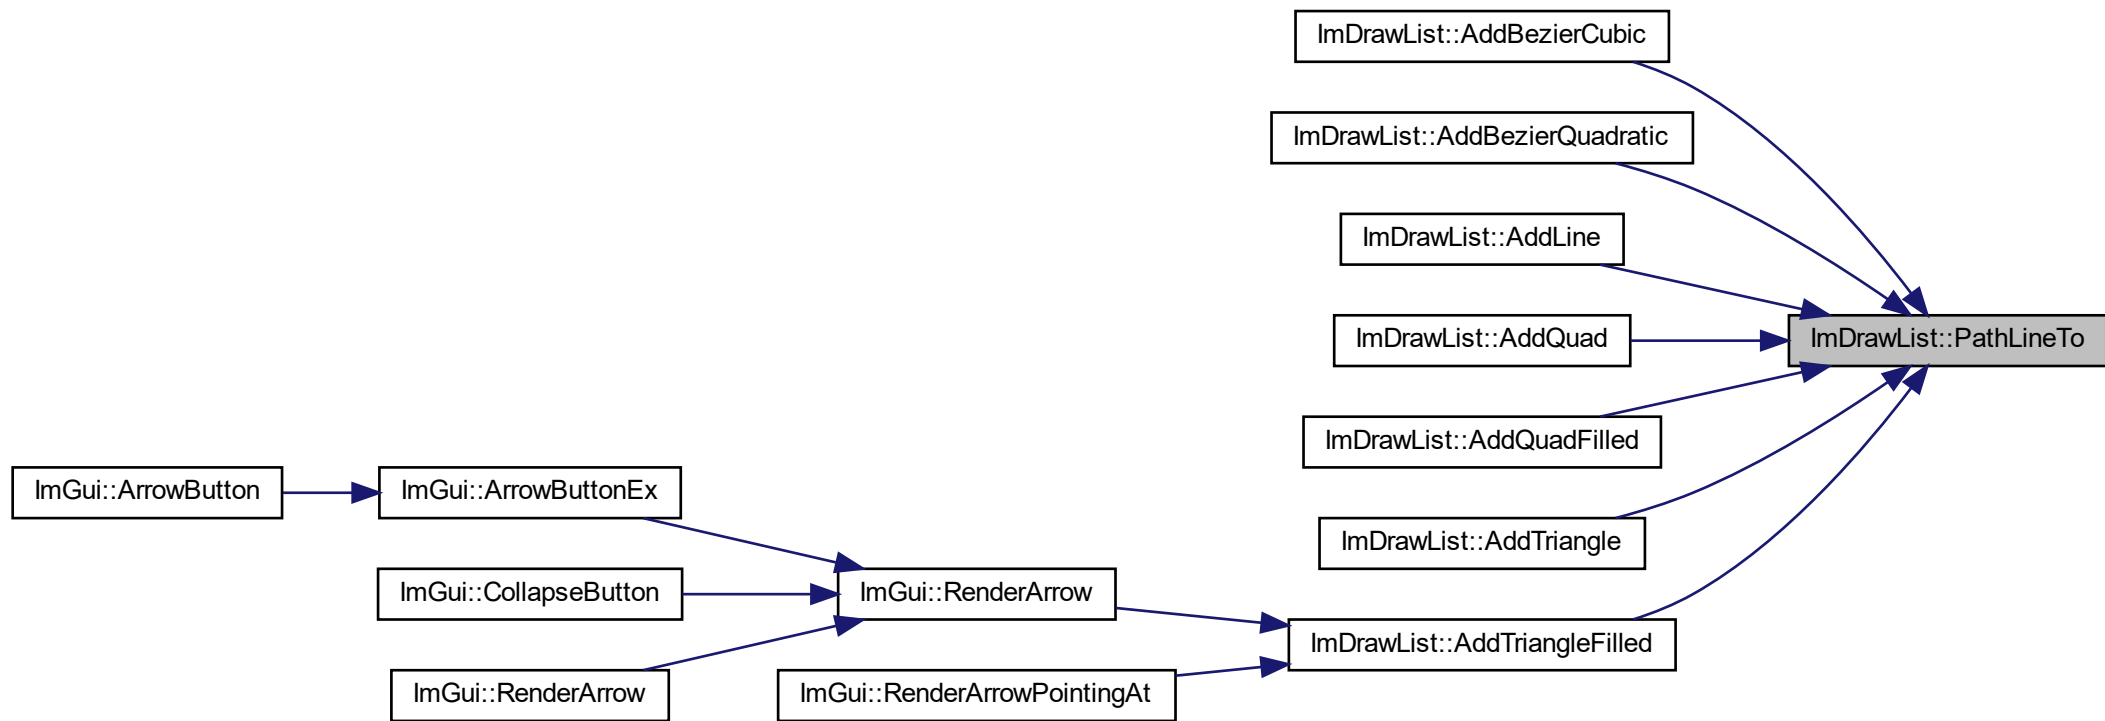 ImDrawList::AddBezierCubic
ImDrawList::AddBezierQuadratic
ImDrawList::AddLine
ImDrawList::PathLineTo
ImDrawList::AddQuad
ImDrawList::AddQuadFilled
ImGui::ArrowButton
ImGui::ArrowButtonEx
ImDrawList::AddTriangle
ImGui::CollapseButton
ImGui::RenderArrow
ImDrawList::AddTriangleFilled
ImGui::RenderArrow
ImGui::RenderArrowPointingAt